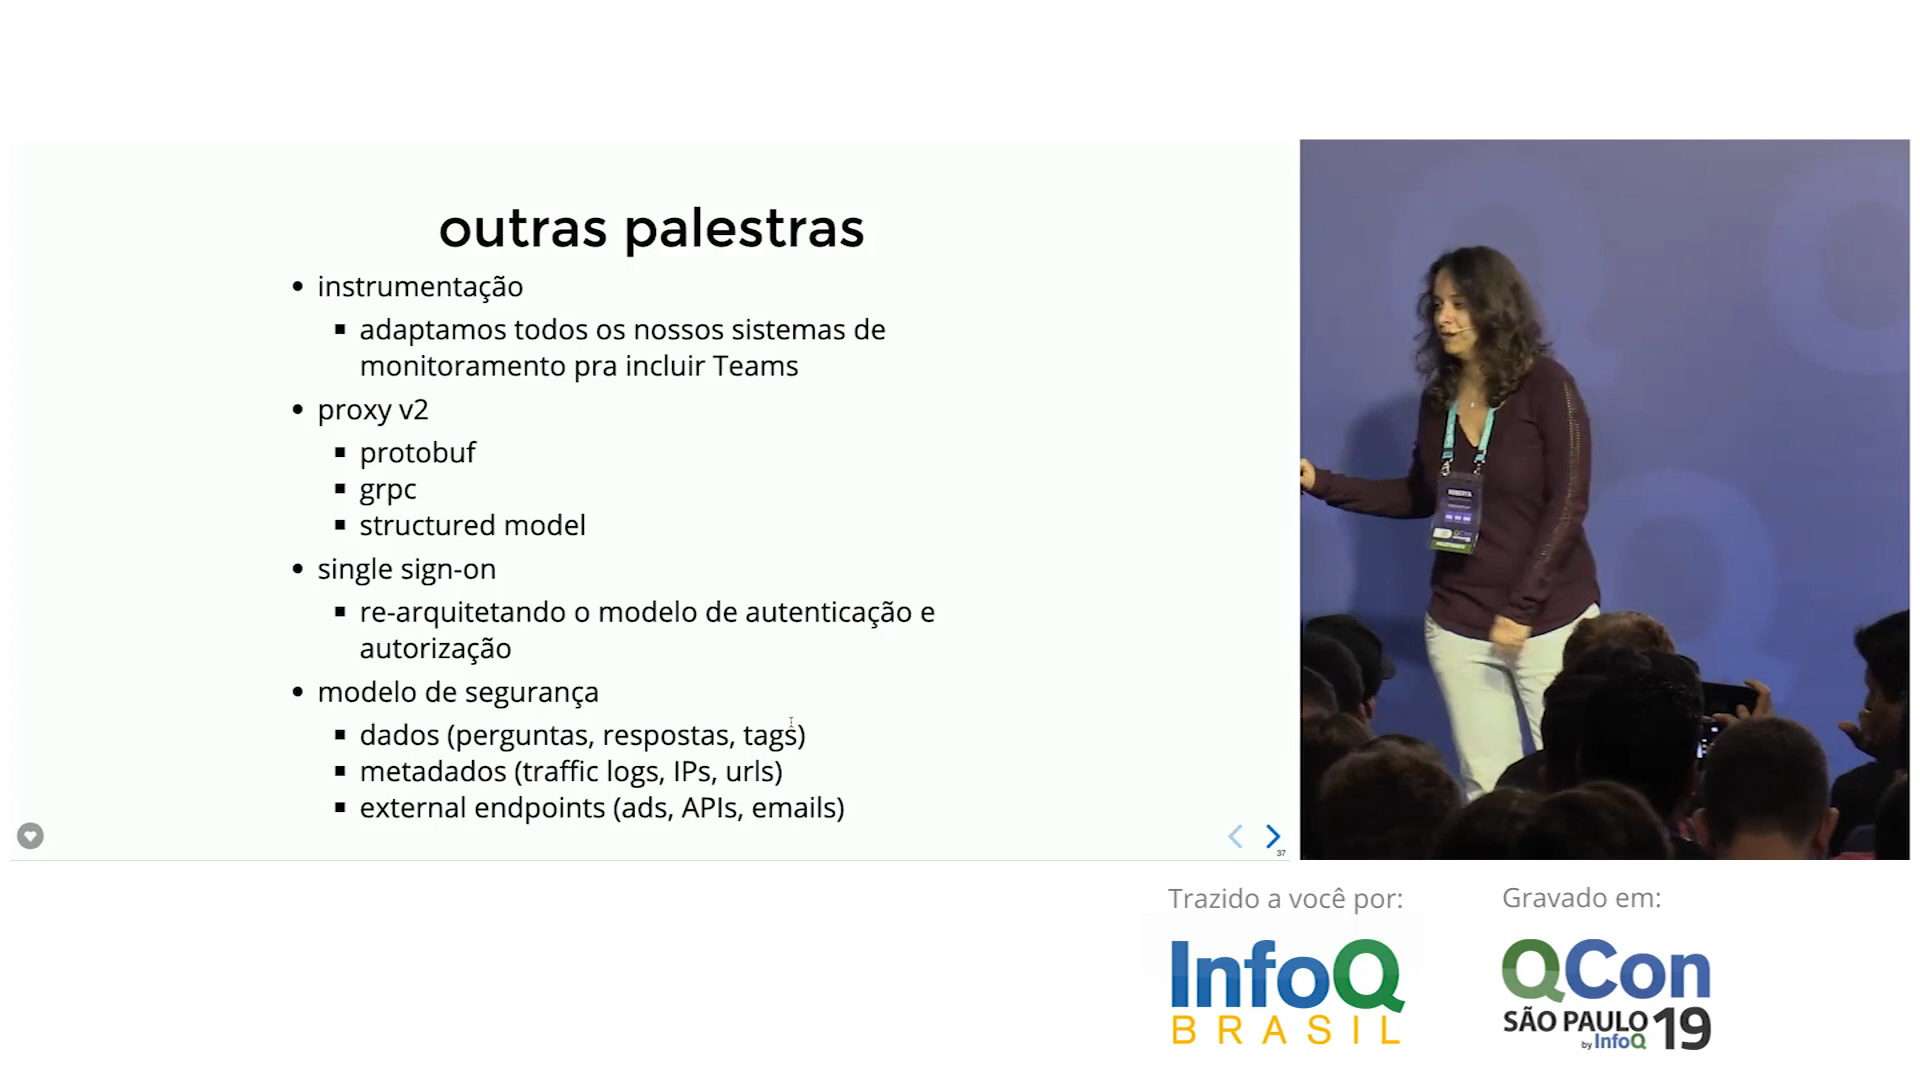 outras palestras
• instrumentação
▪ adaptamos todos os nossos sistemas de
monitoramento pra incluir Teams
• proxy v2
▪ protobuf
▪ grpc
▪ structured model
• single sign-on
▪ re-arquitetando o modelo de autenticação e
autorização
• modelo de segurança
▪ dados (perguntas, respostas, tags)
▪ metadados (traffic logs, IPs, urls)
▪ external endpoints (ads, APIs, emails)
37
ROBERTA
Trazido a você por:
InfoQ
BRASIL
Gravado em:
QCon
SÃO PAULO 19
by InfoQ